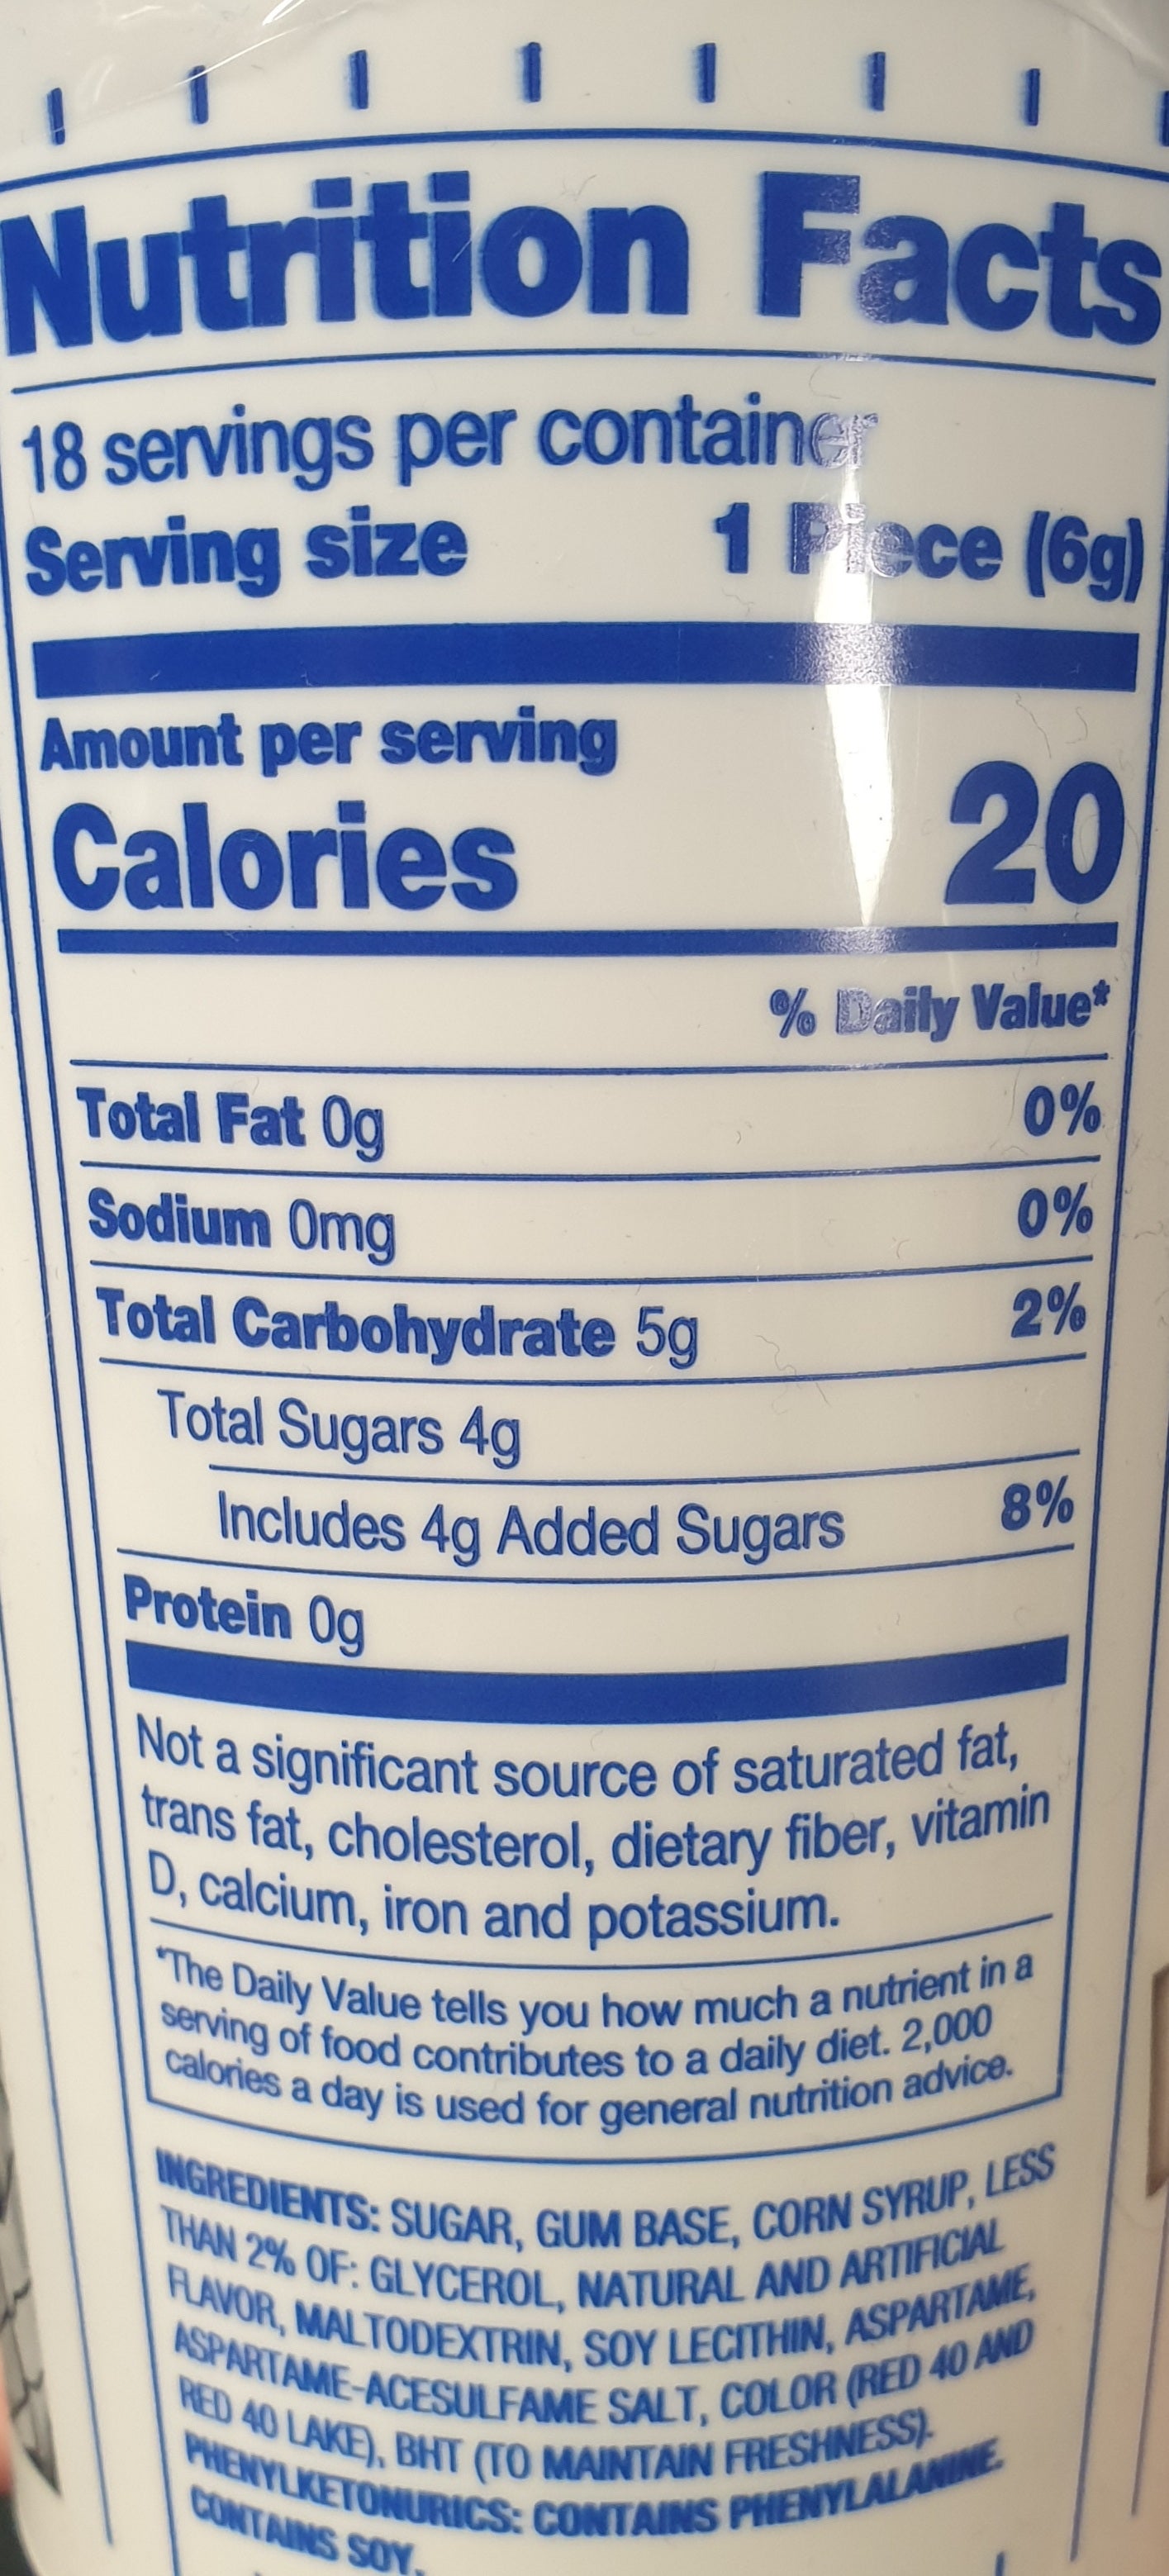 Nutrition Facts
18 servings per container
Serving size 1 Piece (6g)
Amount per serving
Calories 20
% Daily Value*
Total Fat 0g 0%
Sodium 0mg 0%
Total Carbohydrate 5g 2%
Total Sugars 4g
Includes 4g Added Sugars 8%
Protein 0g
Not a significant source of saturated fat,
trans fat, cholesterol, dietary fiber, vitamin
D, calcium, iron and potassium.
*The Daily Value tells you how much a nutrient in a
serving of food contributes to a daily diet. 2,000
calories a day is used for general nutrition advice.
INGREDIENTS: SUGAR, GUM BASE, CORN SYRUP, LESS
THAN 2% OF: GLYCEROL, NATURAL AND ARTIFICIAL
FLAVOR, MALTODEXTRIN, SOY LECITHIN, ASPARTAME,
ASPARTAME-ACESULFAME SALT, COLOR (RED 40 AND
RED 40 LAKE), BHT (TO MAINTAIN FRESHNESS).
PHENYLKETONURICS: CONTAINS PHENYLALANINE.
CONTAINS SOY.